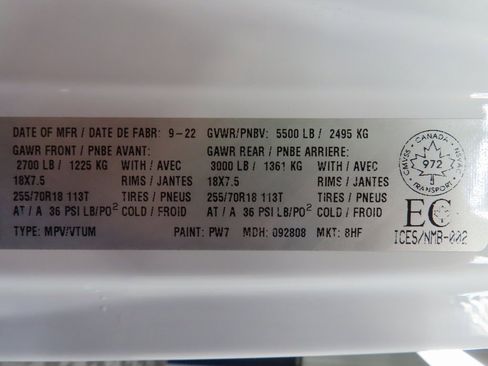 DATE OF MFR / DATE DE FABR: 9-22 GVWR/PNBV: 5500 LB / 2495 KG
GAWR FRONT / PNBE AVANT: GAWR REAR / PNBE ARRIERE:
2700 LB / 1225 KG WITH / AVEC 3000 LB / 1361 KG WITH / AVEC
18X7.5 RIMS / JANTES 18X7.5 RIMS / JANTES
255/70R18 113T TIRES / PNEUS 255/70R18 113T TIRES / PNEUS
AT / A 36 PSI LB/PO² COLD / FROID AT / A 36 PSI LB/PO² COLD / FROID
TYPE: MPV/VTUM PAINT: PW7 MDH: 092808 MKT: 8HF
CANADA
CMVSS 972 NSVAC
TRANSPORT
EC
ICES/NMB-002